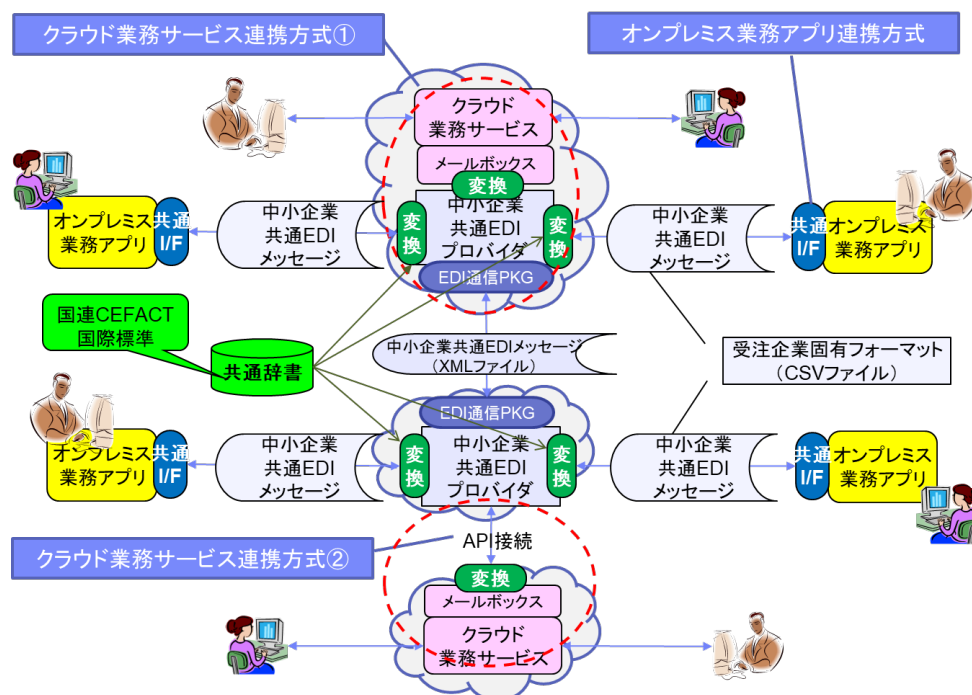 クラウド業務サービス連携方式①
オンプレミス業務アプリ連携方式
クラウド
業務サービス
メールボックス
変換
オンプレミス
業務アプリ
共通
I/F
中小企業
共通EDI
メッセージ
変
換
中小企業
共通EDI
プロバイダ
変
換
中小企業
共通EDI
メッセージ
共通
I/F
オンプレミス
業務アプリ
EDI通信PKG
国連CEFACT
国際標準
共通辞書
中小企業共通EDIメッセージ
（XMLファイル）
受注企業固有フォーマット
（CSVファイル）
EDI通信PKG
オンプレミス
業務アプリ
共通
I/F
中小企業
共通EDI
メッセージ
変
換
中小企業
共通EDI
プロバイダ
変
換
中小企業
共通EDI
メッセージ
共通
I/F
オンプレミス
業務アプリ
API接続
クラウド業務サービス連携方式②
変換
メールボックス
クラウド
業務サービス